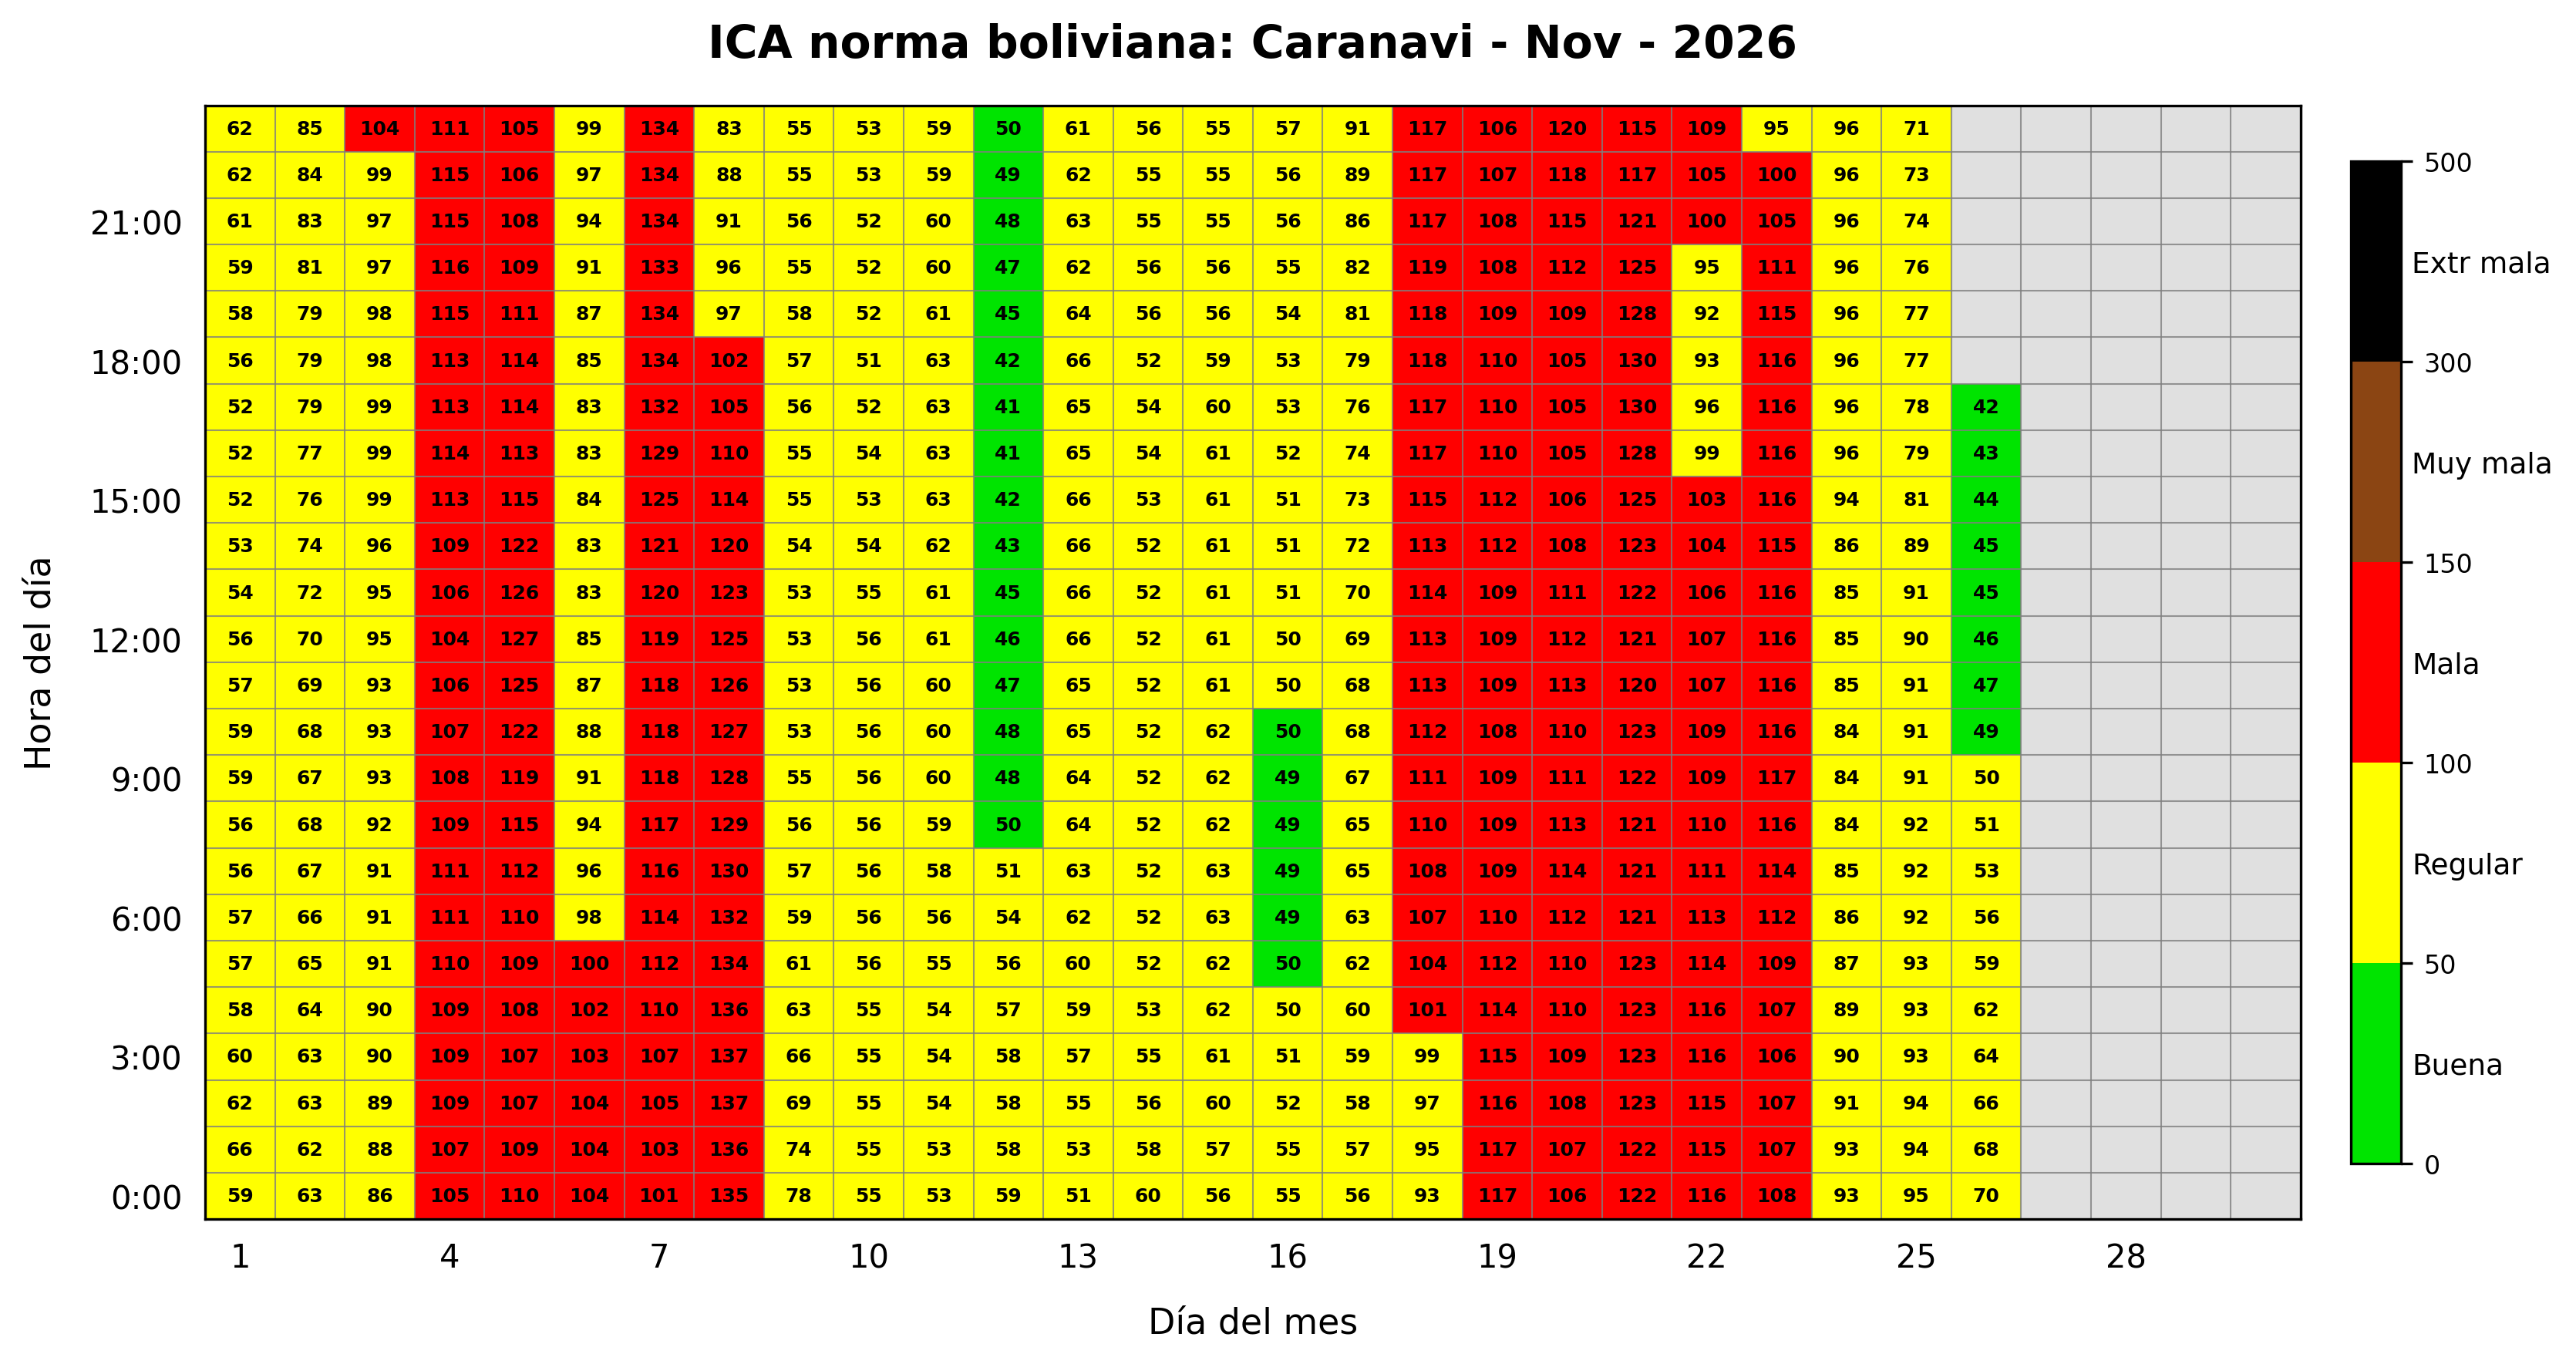 ICA norma boliviana: Caranavi - Nov - 2026
62 85 104 111 105 99 134 83 55 53 59 50 61 56 55 57 91 117 106 120 115 109 95 96 71
62 84 99 115 106 97 134 88 55 53 59 49 62 55 55 56 89 117 107 118 117 105 100 96 73
21:00 61 83 97 115 108 94 134 91 56 52 60 48 63 55 55 56 86 117 108 115 121 100 105 96 74
59 81 97 116 109 91 133 96 55 52 60 47 62 56 56 55 82 119 108 112 125 95 111 96 76
58 79 98 115 111 87 134 97 58 52 61 45 64 56 56 54 81 118 109 109 128 92 115 96 77
18:00 56 79 98 113 114 85 134 102 57 51 63 42 66 52 59 53 79 118 110 105 130 93 116 96 77
52 79 99 113 114 83 132 105 56 52 63 41 65 54 60 53 76 117 110 105 130 96 116 96 78 42
52 77 99 114 113 83 129 110 55 54 63 41 65 54 61 52 74 117 110 105 128 99 116 96 79 43
15:00 52 76 99 113 115 84 125 114 55 53 63 42 66 53 61 51 73 115 112 106 125 103 116 94 81 44
53 74 96 109 122 83 121 120 54 54 62 43 66 52 61 51 72 113 112 108 123 104 115 86 89 45
54 72 95 106 126 83 120 123 53 55 61 45 66 52 61 51 70 114 109 111 122 106 116 85 91 45
12:00 56 70 95 104 127 85 119 125 53 56 61 46 66 52 61 50 69 113 109 112 121 107 116 85 90 46
57 69 93 106 125 87 118 126 53 56 60 47 65 52 61 50 68 113 109 113 120 107 116 85 91 47
59 68 93 107 122 88 118 127 53 56 60 48 65 52 62 50 68 112 108 110 123 109 116 84 91 49
9:00 59 67 93 108 119 91 118 128 55 56 60 48 64 52 62 49 67 111 109 111 122 109 117 84 91 50
56 68 92 109 115 94 117 129 56 56 59 50 64 52 62 49 65 110 109 113 121 110 116 84 92 51
56 67 91 111 112 96 116 130 57 56 58 51 63 52 63 49 65 108 109 114 121 111 114 85 92 53
6:00 57 66 91 111 110 98 114 132 59 56 56 54 62 52 63 49 63 107 110 112 121 113 112 86 92 56
57 65 91 110 109 100 112 134 61 56 55 56 60 52 62 50 62 104 112 110 123 114 109 87 93 59
58 64 90 109 108 102 110 136 63 55 54 57 59 53 62 50 60 101 114 110 123 116 107 89 93 62
3:00 60 63 90 109 107 103 107 137 66 55 54 58 57 55 61 51 59 99 115 109 123 116 106 90 93 64
62 63 89 109 107 104 105 137 69 55 54 58 55 56 60 52 58 97 116 108 123 115 107 91 94 66
66 62 88 107 109 104 103 136 74 55 53 58 53 58 57 55 57 95 117 107 122 115 107 93 94 68
0:00 59 63 86 105 110 104 101 135 78 55 53 59 51 60 56 55 56 93 117 106 122 116 108 93 95 70
1 4 7 10 13 16 19 22 25 28
Día del mes
Hora del día
500
Extr mala
300
Muy mala
150
Mala
100
Regular
50
Buena
0